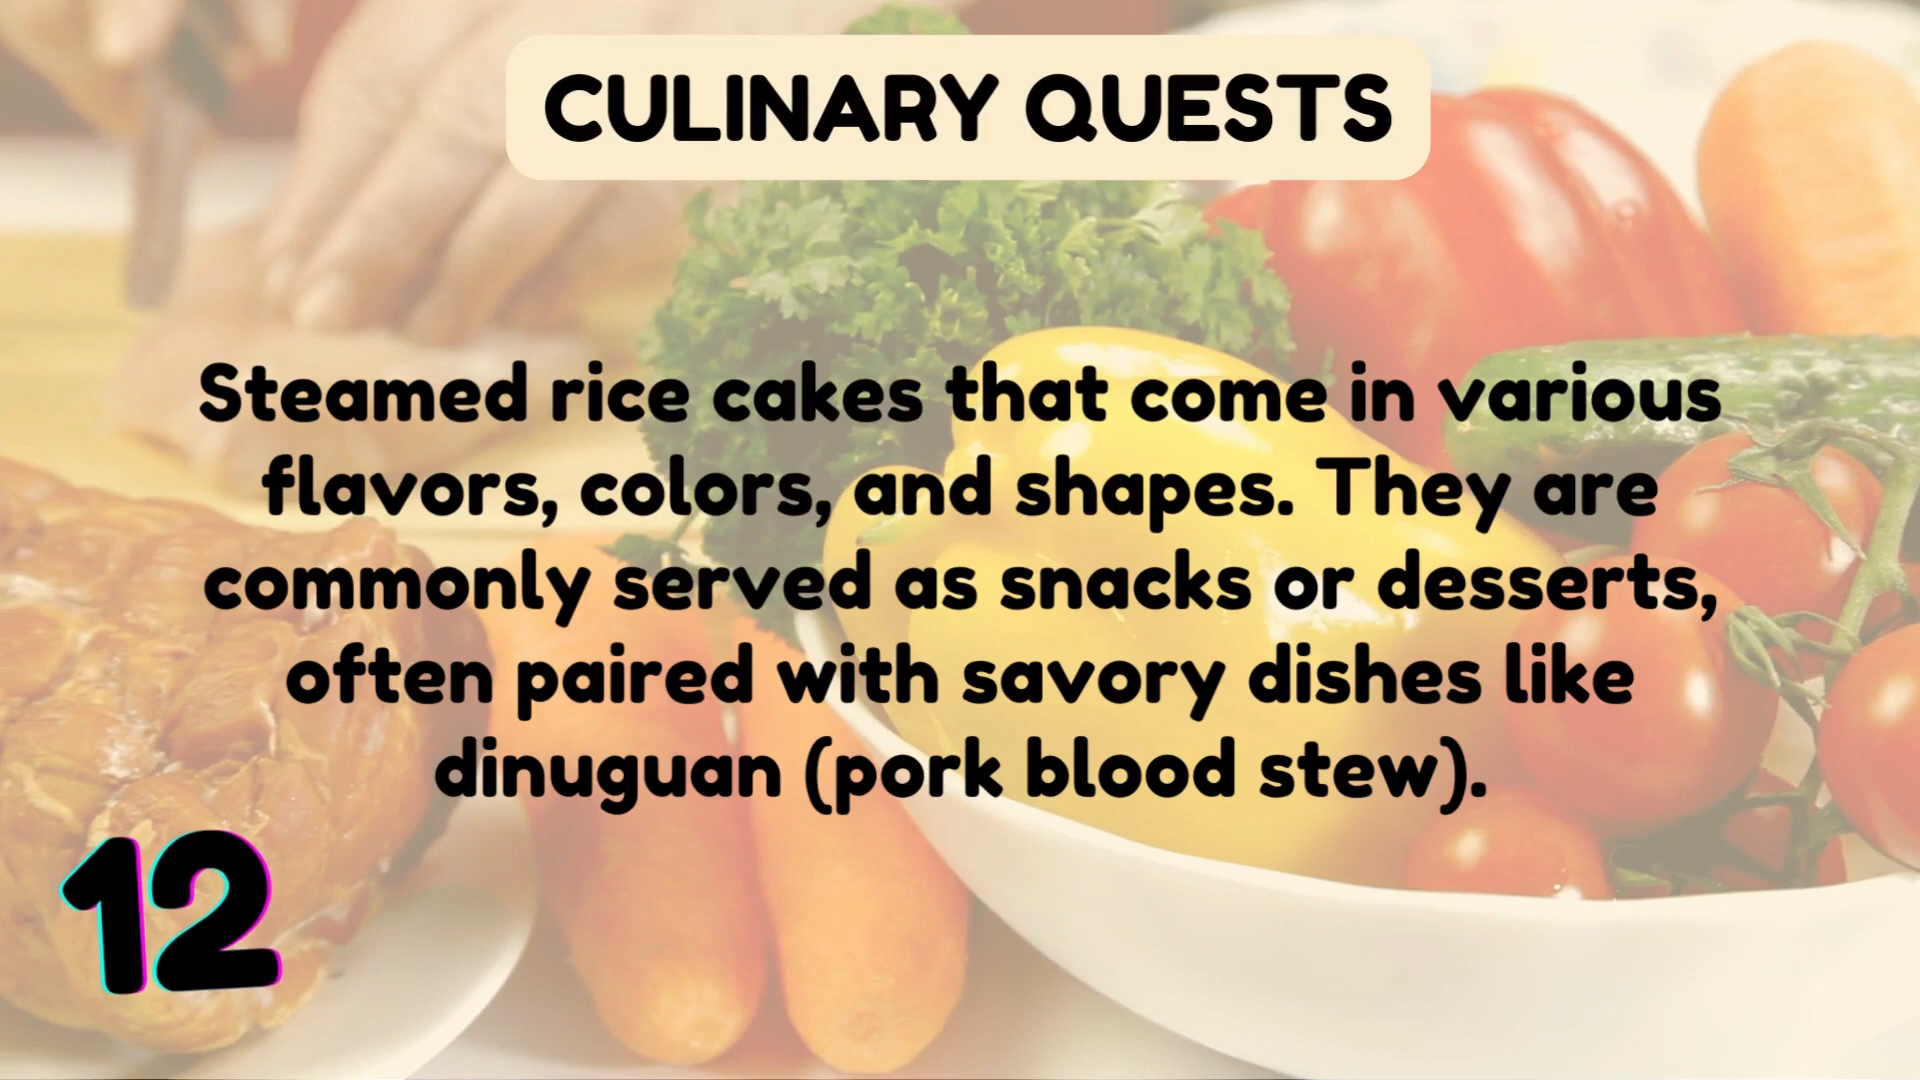 CULINARY QUESTS
Steamed rice cakes that come in various
flavors, colors, and shapes. They are
commonly served as snacks or desserts,
often paired with savory dishes like
dinuguan (pork blood stew).
12